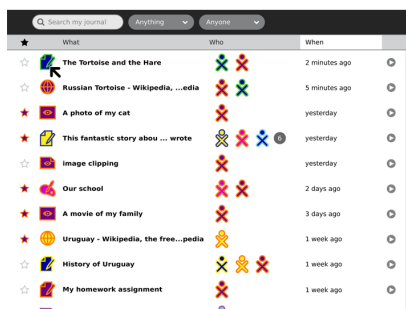 Search my journal Anything Anyone
What Who When
The Tortoise and the Hare 2 minutes ago
Russian Tortoise - Wikipedia, ...edia 5 minutes ago
A photo of my cat yesterday
This fantastic story abou ... wrote 6 yesterday
image clipping yesterday
Our school 2 days ago
A movie of my family 3 days ago
Uruguay - Wikipedia, the free...pedia 1 week ago
History of Uruguay 1 week ago
My homework assignment 1 week ago